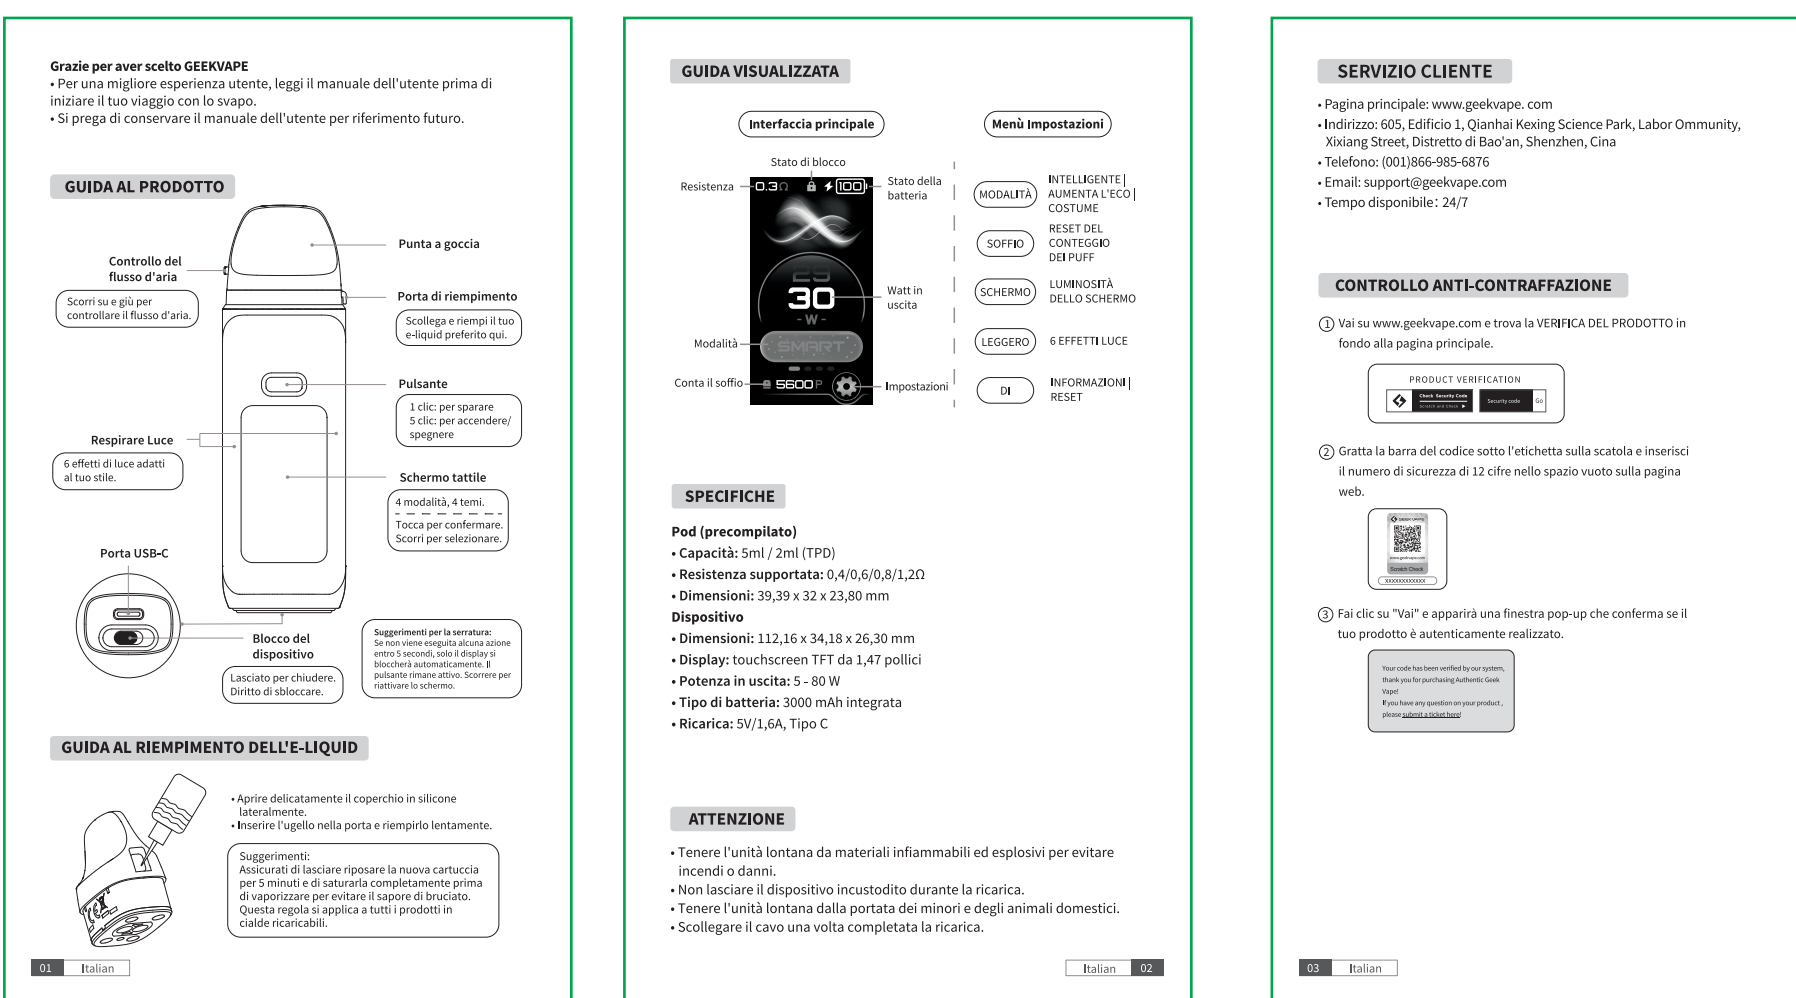 Grazie per aver scelto GEEKVAPE
• Per una migliore esperienza utente, leggi il manuale dell'utente prima di
iniziare il tuo viaggio con lo svapo.
• Si prega di conservare il manuale dell'utente per riferimento futuro.
GUIDA AL PRODOTTO
Punta a goccia
Controllo del
flusso d'aria
Scorri su e giù per
controllare il flusso d'aria.
Porta di riempimento
Scollega e riempi il tuo
e-liquid preferito qui.
Pulsante
1 clic: per sparare
5 clic: per accendere/
spegnere
Respirare Luce
6 effetti di luce adatti
al tuo stile.
Schermo tattile
4 modalità, 4 temi.
Tocca per confermare.
Scorri per selezionare.
Porta USB-C
Blocco del
dispositivo
Lasciato per chiudere.
Diritto di sbloccare.
Suggerimenti per la serratura:
Se non viene eseguita alcuna azione
entro 5 secondi, solo il display si
bloccherà automaticamente. Il
pulsante rimane attivo. Scorrere per
riattivare lo schermo.
GUIDA AL RIEMPIMENTO DELL'E-LIQUID
• Aprire delicatamente il coperchio in silicone
lateralmente.
• Inserire l'ugello nella porta e riempirlo lentamente.
Suggerimenti:
Assicurati di lasciare riposare la nuova cartuccia
per 5 minuti e di saturarla completamente prima
di vaporizzare per evitare il sapore di bruciato.
Questa regola si applica a tutti i prodotti in
cialde ricaricabili.
01 Italian
GUIDA VISUALIZZATA
Interfaccia principale
Stato di blocco
Resistenza
0.3Ω
100
Stato della
batteria
29
30
- W -
Watt in
uscita
Modalità
SMART
Conta il soffio
5600 P
Impostazioni
Menù Impostazioni
MODALITÀ
INTELLIGENTE |
AUMENTA L'ECO |
COSTUME
SOFFIO
RESET DEL
CONTEGGIO
DEI PUFF
SCHERMO
LUMINOSITÀ
DELLO SCHERMO
LEGGERO
6 EFFETTI LUCE
DI
INFORMAZIONI |
RESET
SPECIFICHE
Pod (precompilato)
• Capacità: 5ml / 2ml (TPD)
• Resistenza supportata: 0,4/0,6/0,8/1,2Ω
• Dimensioni: 39,39 x 32 x 23,80 mm
Dispositivo
• Dimensioni: 112,16 x 34,18 x 26,30 mm
• Display: touchscreen TFT da 1,47 pollici
• Potenza in uscita: 5 - 80 W
• Tipo di batteria: 3000 mAh integrata
• Ricarica: 5V/1,6A, Tipo C
ATTENZIONE
• Tenere l'unità lontana da materiali infiammabili ed esplosivi per evitare
incendi o danni.
• Non lasciare il dispositivo incustodito durante la ricarica.
• Tenere l'unità lontana dalla portata dei minori e degli animali domestici.
• Scollegare il cavo una volta completata la ricarica.
Italian 02
SERVIZIO CLIENTE
• Pagina principale: www.geekvape. com
• Indirizzo: 605, Edificio 1, Qianhai Kexing Science Park, Labor Ommunity,
Xixiang Street, Distretto di Bao'an, Shenzhen, Cina
• Telefono: (001)866-985-6876
• Email: support@geekvape.com
• Tempo disponibile: 24/7
CONTROLLO ANTI-CONTRAFFAZIONE
① Vai su www.geekvape.com e trova la VERIFICA DEL PRODOTTO in
fondo alla pagina principale.
PRODUCT VERIFICATION
Check Security Code
Scratch and Check ▶
Security code
Go
② Gratta la barra del codice sotto l'etichetta sulla scatola e inserisci
il numero di sicurezza di 12 cifre nello spazio vuoto sulla pagina
web.
GEEK VAPE
www.geekvape.com
Scratch Check
XXXXXXXXXXXX
③ Fai clic su "Vai" e apparirà una finestra pop-up che conferma se il
tuo prodotto è autenticamente realizzato.
Your code has been verified by our system,
thank you for purchasing Authentic Geek
Vape!
If you have any question on your product ,
please submit a ticket here!
03 Italian